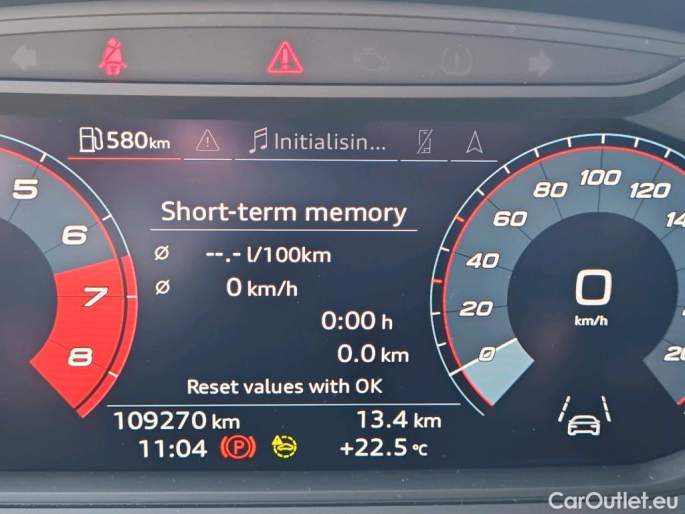 580km
Initialisin...
Short-term memory
Ø --.- l/100km
Ø 0 km/h
0:00 h
0.0 km
Reset values with OK
109270 km 13.4 km
11:04 (P) +22.5 °C
5
6
7
8
0
20
40
60
80
100
120
14
20
0
km/h
CarOutlet.eu